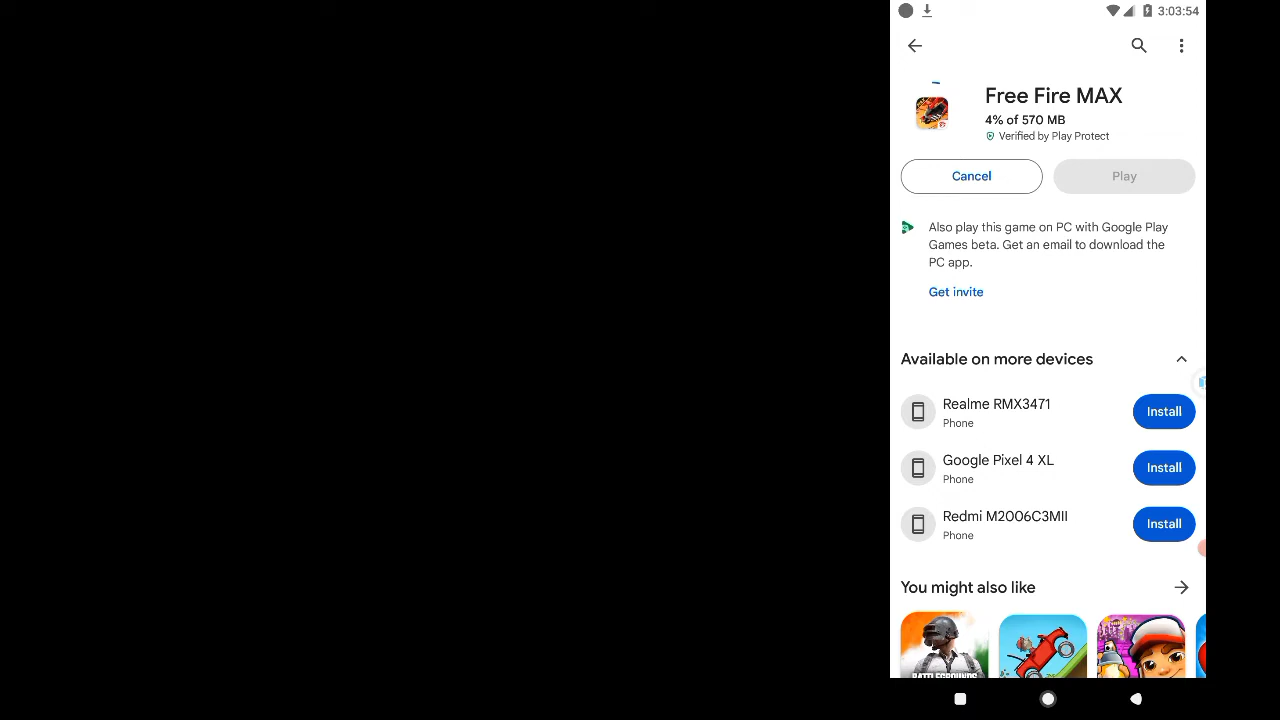 3:03:54
Free Fire MAX
4% of 570 MB
Verified by Play Protect
Cancel
Play
Also play this game on PC with Google Play
Games beta. Get an email to download the
PC app.
Get invite
Available on more devices
Realme RMX3471
Phone
Install
Google Pixel 4 XL
Phone
Install
Redmi M2006C3MII
Phone
Install
You might also like
BATTLEGROUNDS